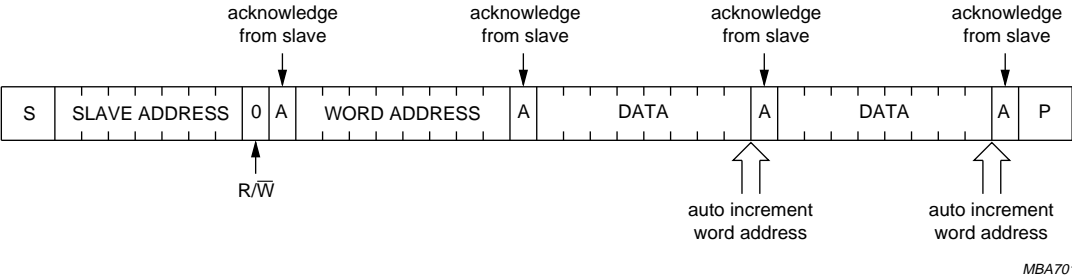 acknowledge acknowledge acknowledge acknowledge
from slave from slave from slave from slave
S SLAVE ADDRESS 0 A WORD ADDRESS A DATA A DATA A P
R/W̅
auto increment auto increment
word address word address
MBA701